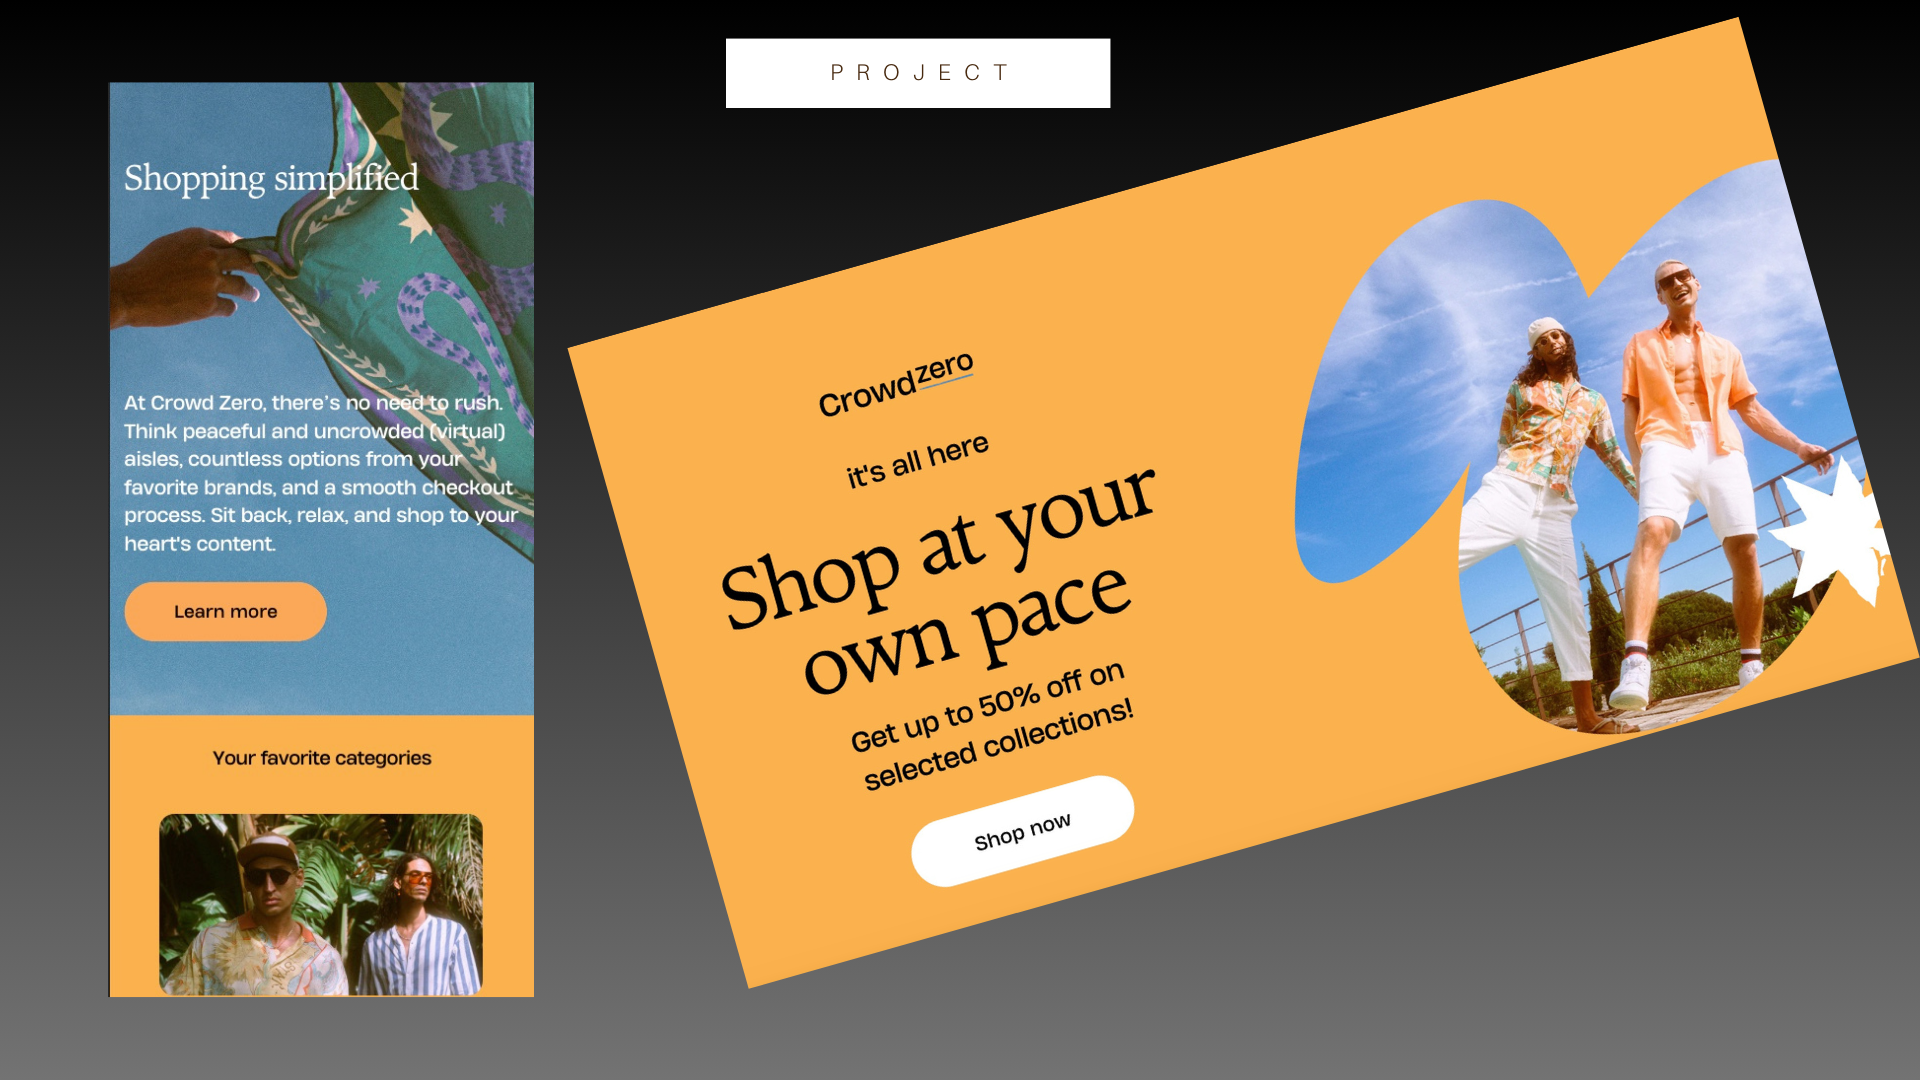 PROJECT
Shopping simplified
At Crowd Zero, there's no need to rush.
Think peaceful and uncrowded (virtual)
aisles, countless options from your
favorite brands, and a smooth checkout
process. Sit back, relax, and shop to your
heart's content.
Learn more
Your favorite categories
Crowdzero
it's all here
Shop at your
own pace
Get up to 50% off on
selected collections!
Shop now